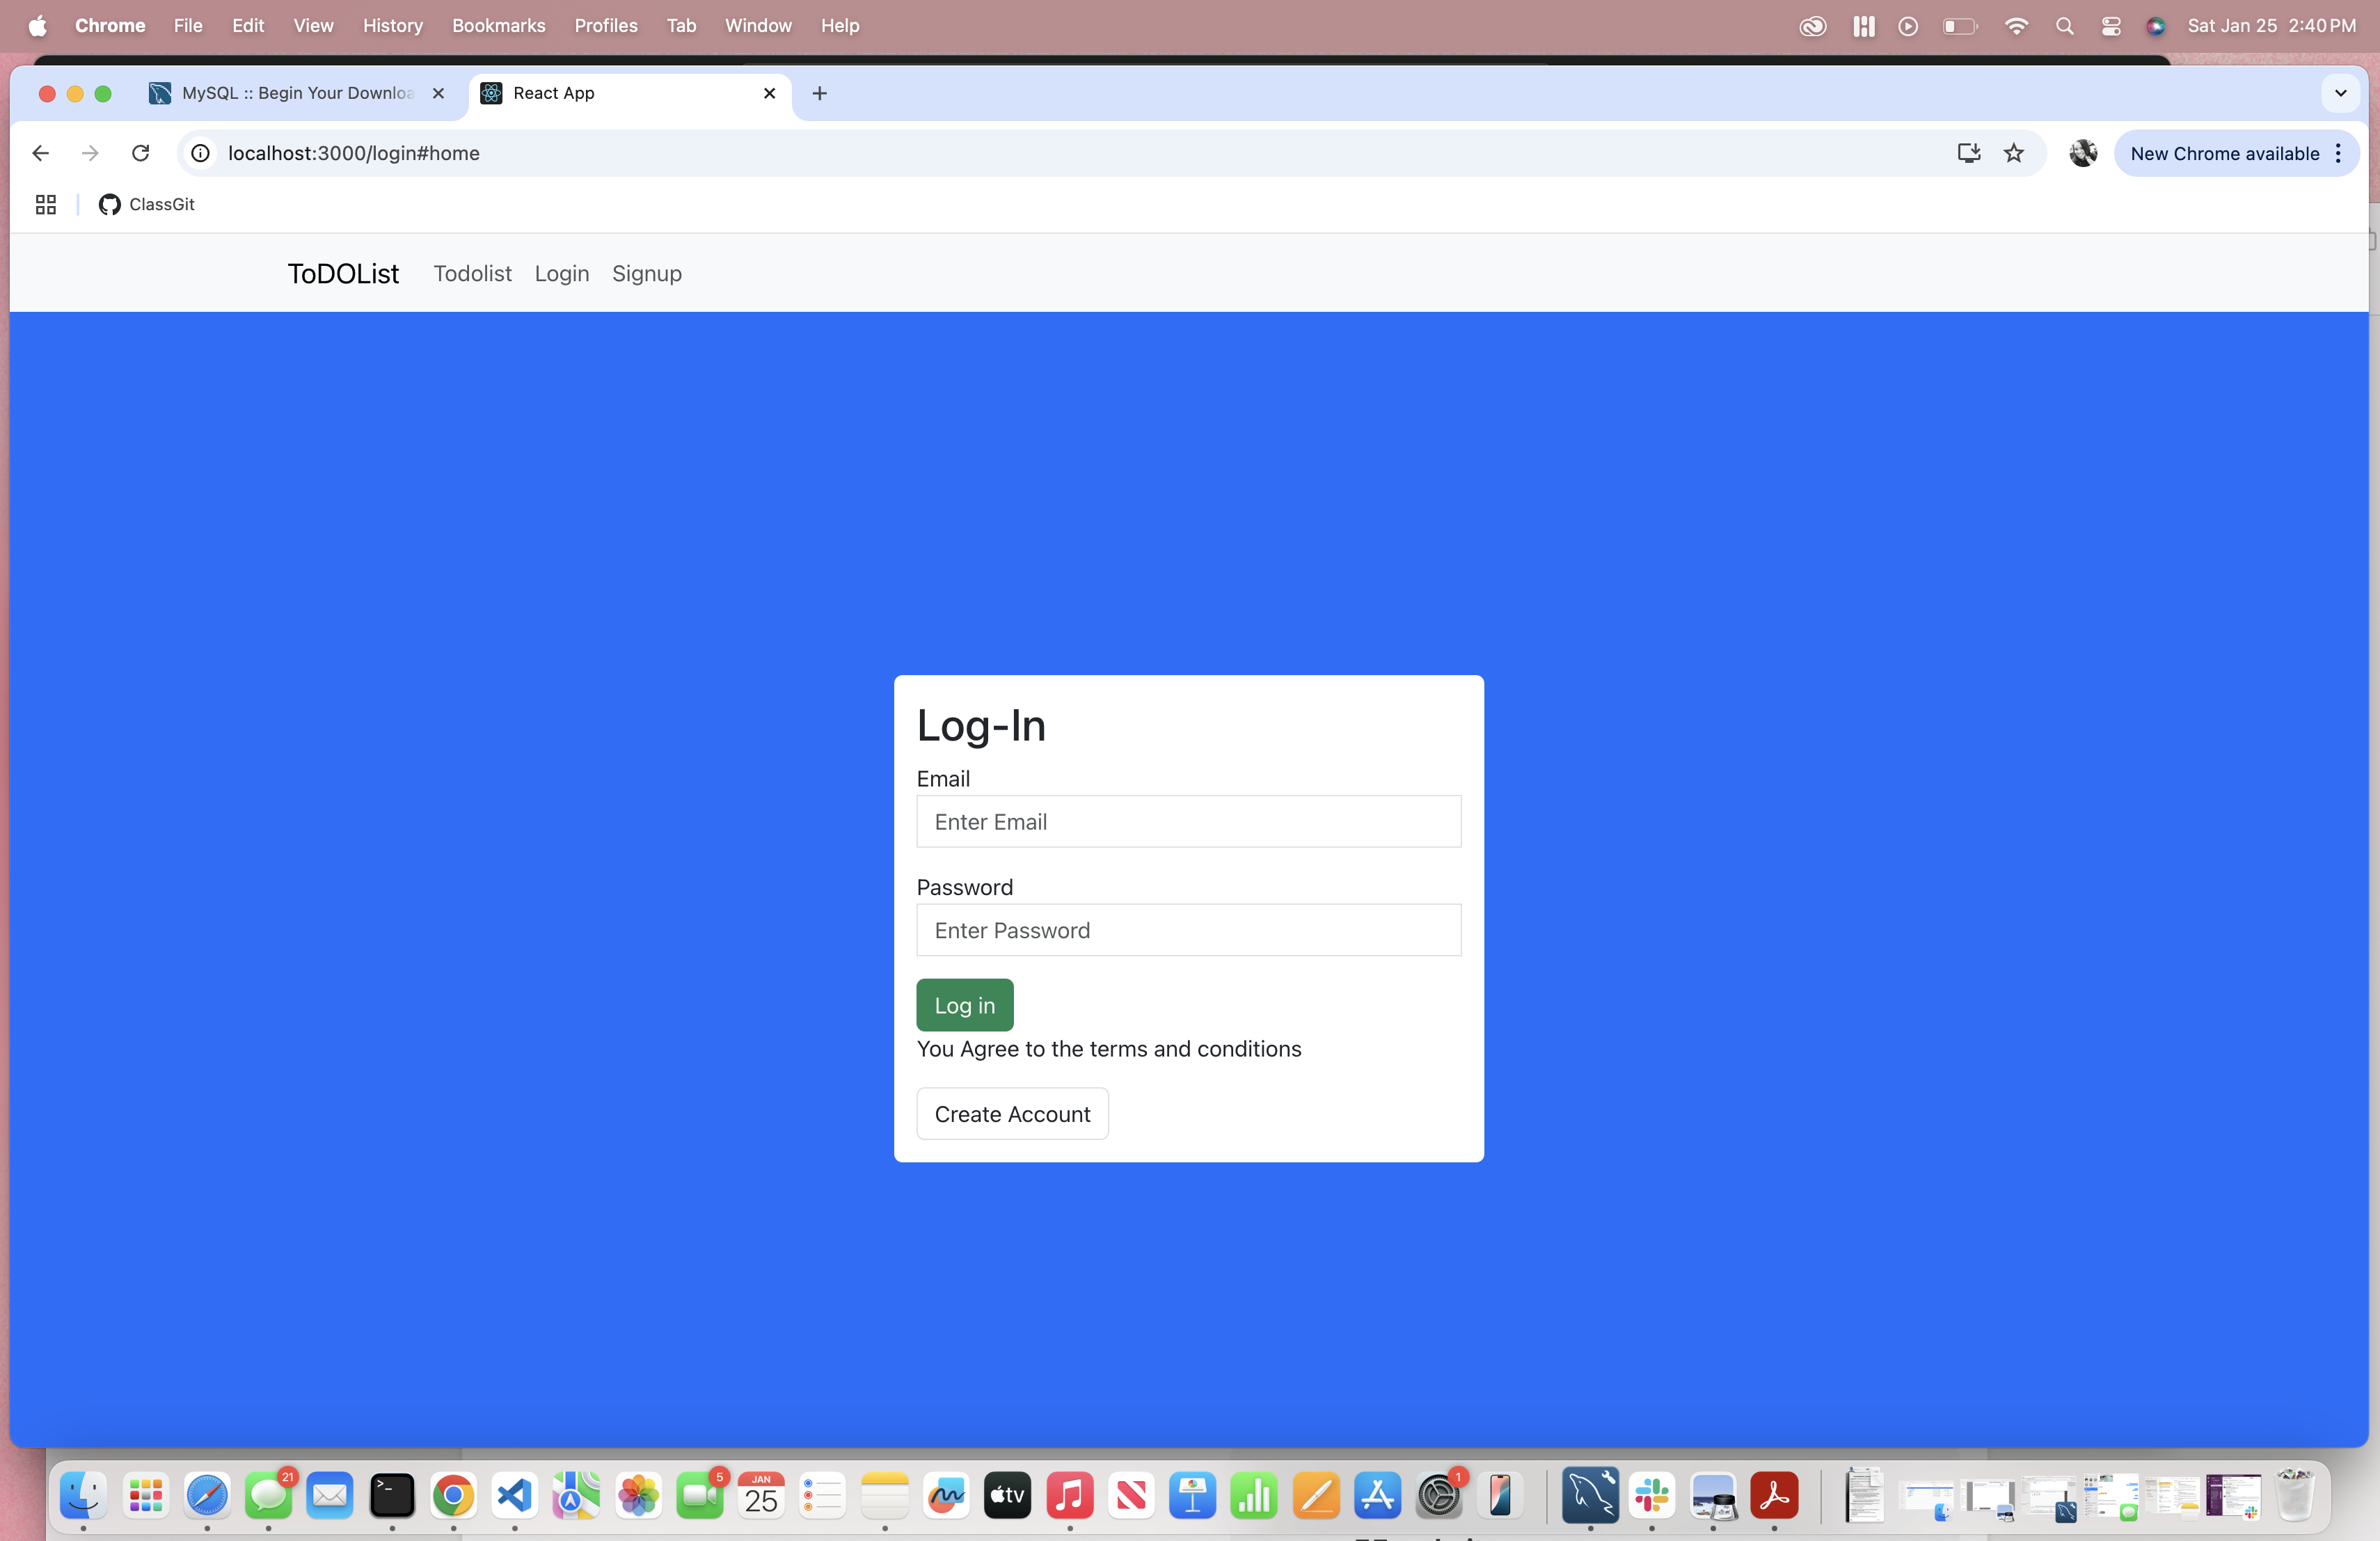 Chrome File Edit View History Bookmarks Profiles Tab Window Help Sat Jan 25 2:40 PM
MySQL :: Begin Your Downloa React App
localhost:3000/login#home New Chrome available
ClassGit
ToDOList Todolist Login Signup
Log-In
Email
Enter Email
Password
Enter Password
Log in
You Agree to the terms and conditions
Create Account
21 5 JAN 25 tv 1